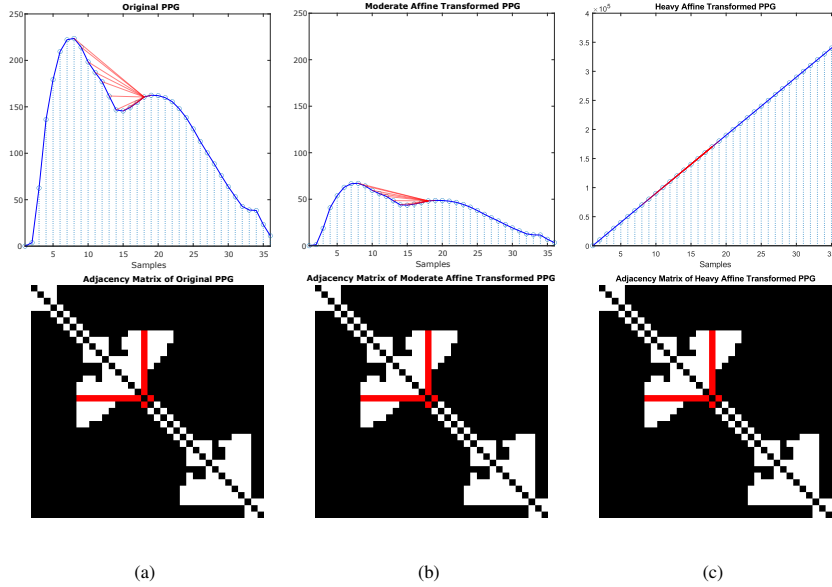 Original PPG
250
200
150
100
50
0
5 10 15 20 25 30 35
Samples
Moderate Affine Transformed PPG
250
200
150
100
50
0
5 10 15 20 25 30 35
Samples
Heavy Affine Transformed PPG
× 10⁵
4
3.5
3
2.5
2
1.5
1
0.5
0
5 10 15 20 25 30 35
Samples
Adjacency Matrix of Original PPG
Adjacency Matrix of Moderate Affine Transformed PPG
Adjacency Matrix of Heavy Affine Transformed PPG
(a)
(b)
(c)